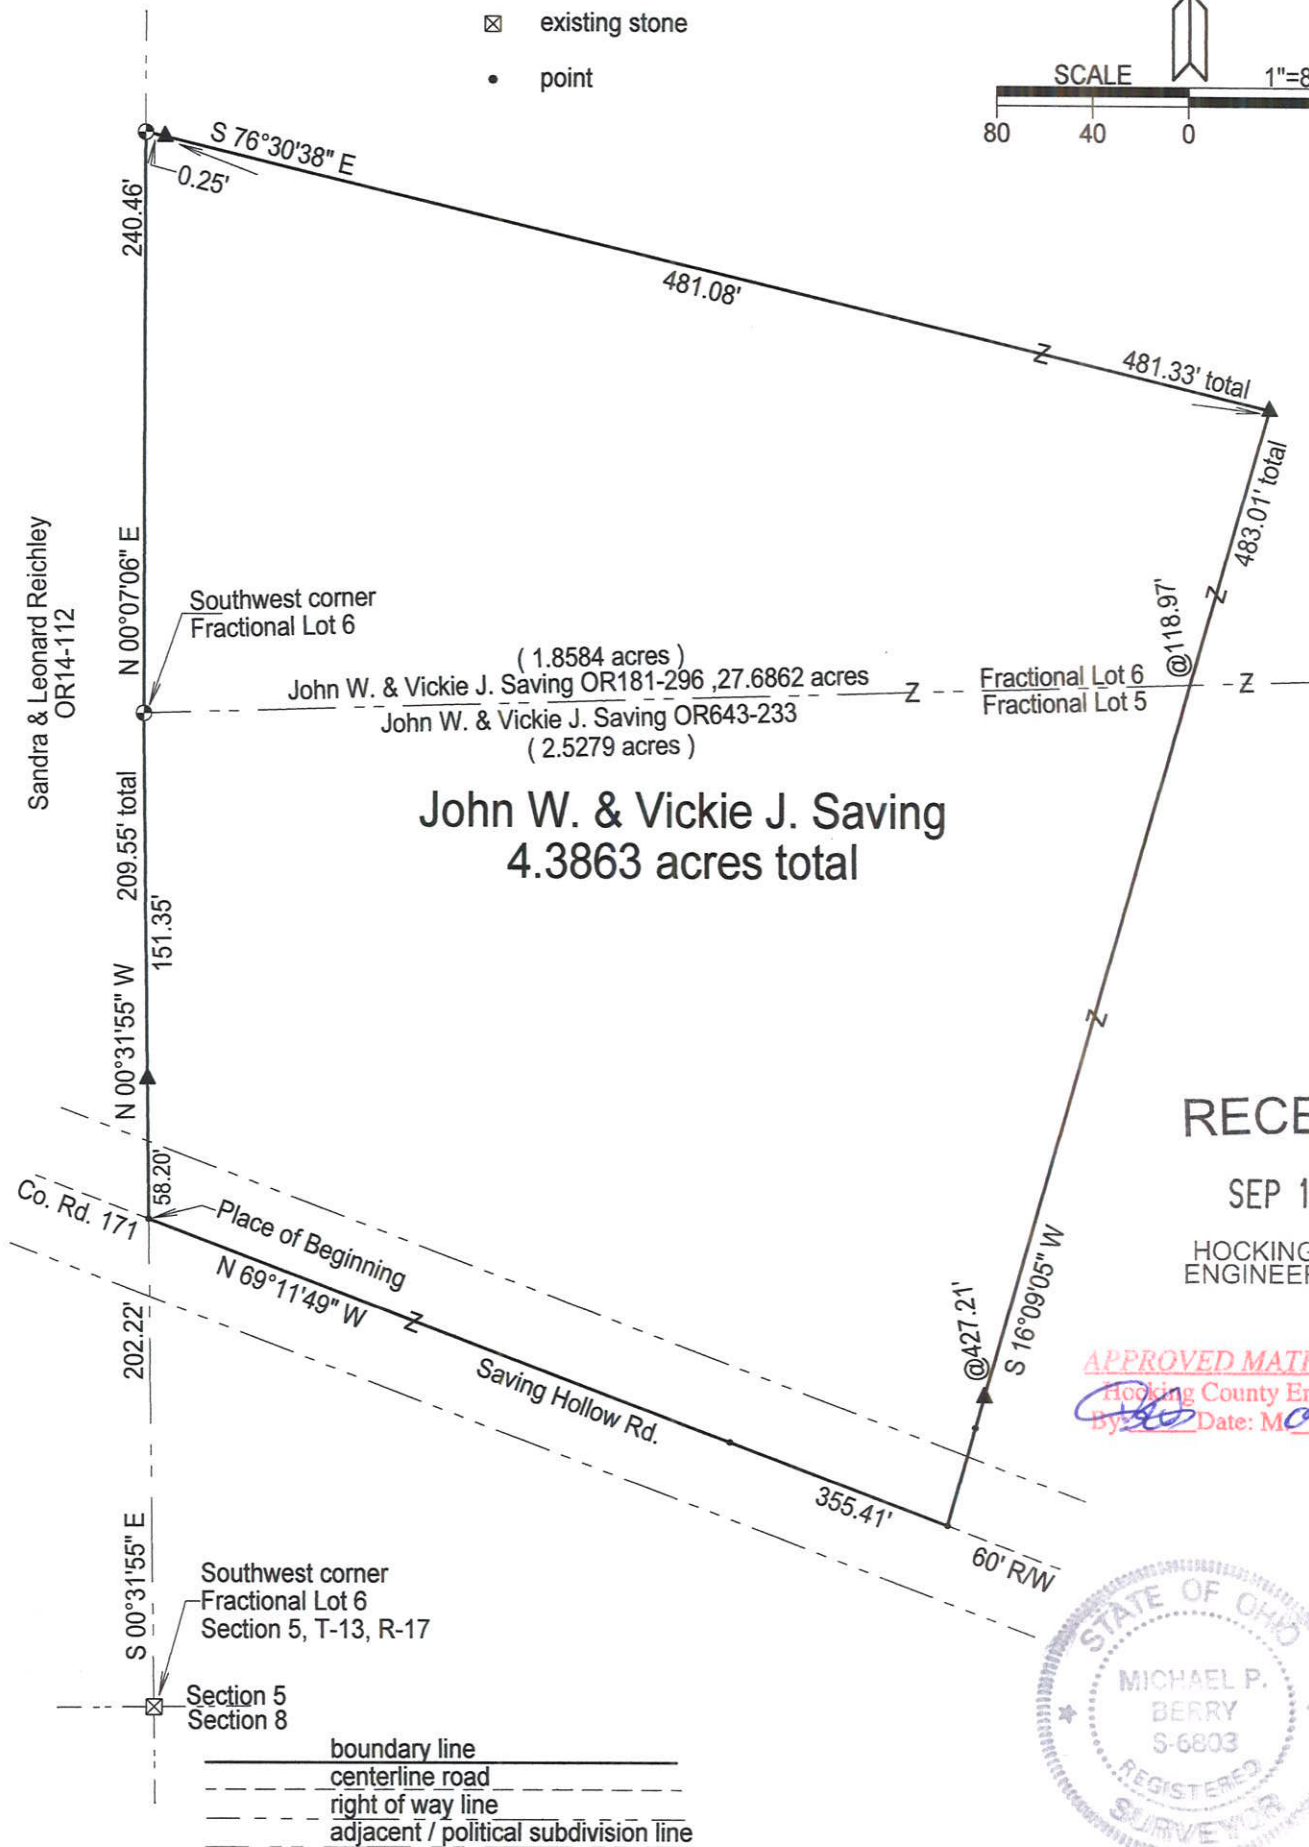 existing stone
point
SCALE 1"=8
80 40 0
S 76°30'38" E
0.25'
240.46'
481.08'
481.33' total
483.01' total
Sandra & Leonard Reichley
OR14-112
N 00°07'06" E
Southwest corner
Fractional Lot 6
@118.97'
( 1.8584 acres )
John W. & Vickie J. Saving OR181-296 ,27.6862 acres
John W. & Vickie J. Saving OR643-233
( 2.5279 acres )
Z
Fractional Lot 6
Fractional Lot 5
Z
Z
Z
Z
John W. & Vickie J. Saving
4.3863 acres total
209.55' total
151.35'
N 00°31'55" W
58.20'
Co. Rd. 171
Place of Beginning
N 69°11'49" W
Z
Saving Hollow Rd.
355.41'
60' R/W
@427.21'
S 16°09'05" W
202.22'
S 00°31'55" E
RECE
SEP 1
HOCKING
ENGINEER
APPROVED MATH
Hocking County En
By Date: M
Southwest corner
Fractional Lot 6
Section 5, T-13, R-17
Section 5
Section 8
STATE OF OHIO
MICHAEL P.
BERRY
S-6803
REGISTERED
SURVEYOR
boundary line
centerline road
right of way line
adjacent / political subdivision line